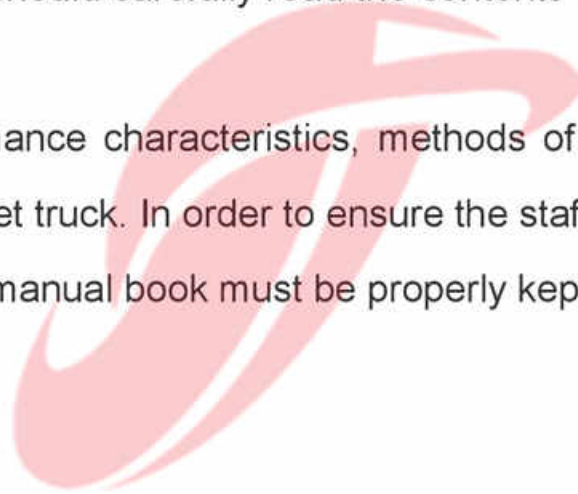 ance characteristics, methods of
et truck. In order to ensure the staf
manual book must be properly kep